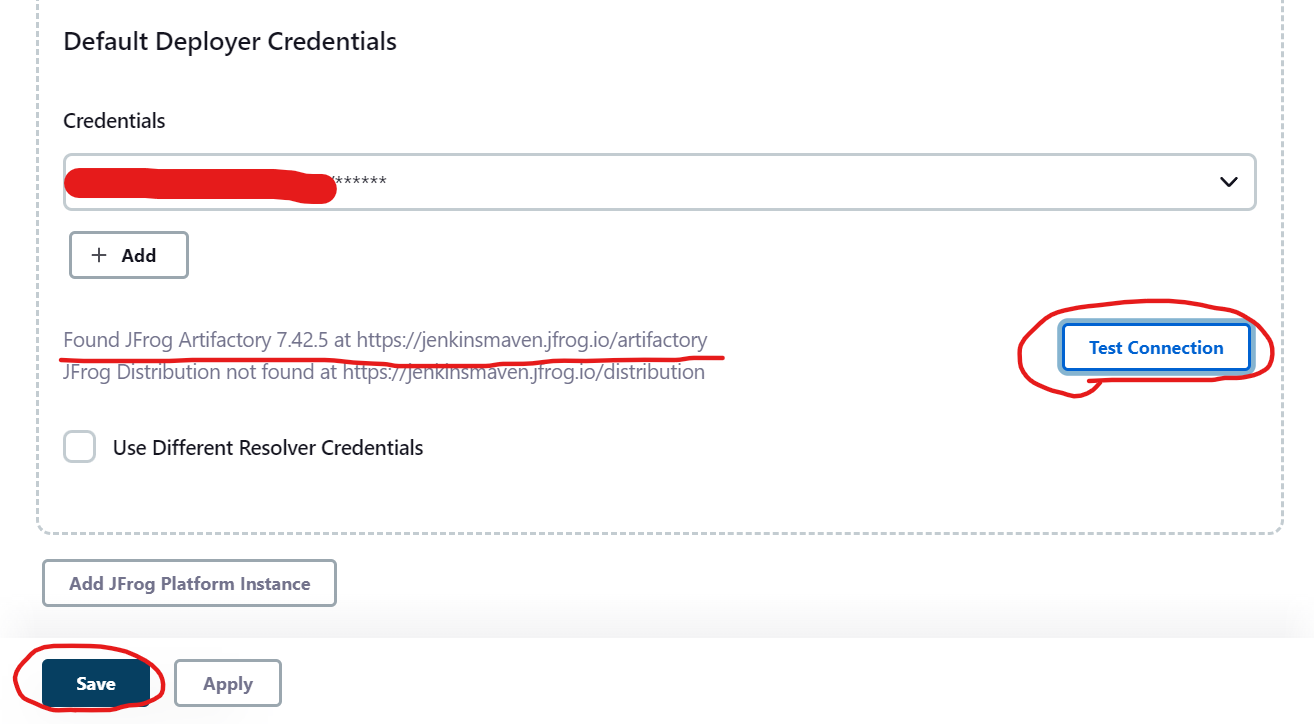 Default Deployer Credentials
Credentials
/******
+ Add
Found JFrog Artifactory 7.42.5 at https://jenkinsmaven.jfrog.io/artifactory
Test Connection
JFrog Distribution not found at https://jenkinsmaven.jfrog.io/distribution
Use Different Resolver Credentials
Add JFrog Platform Instance
Save Apply